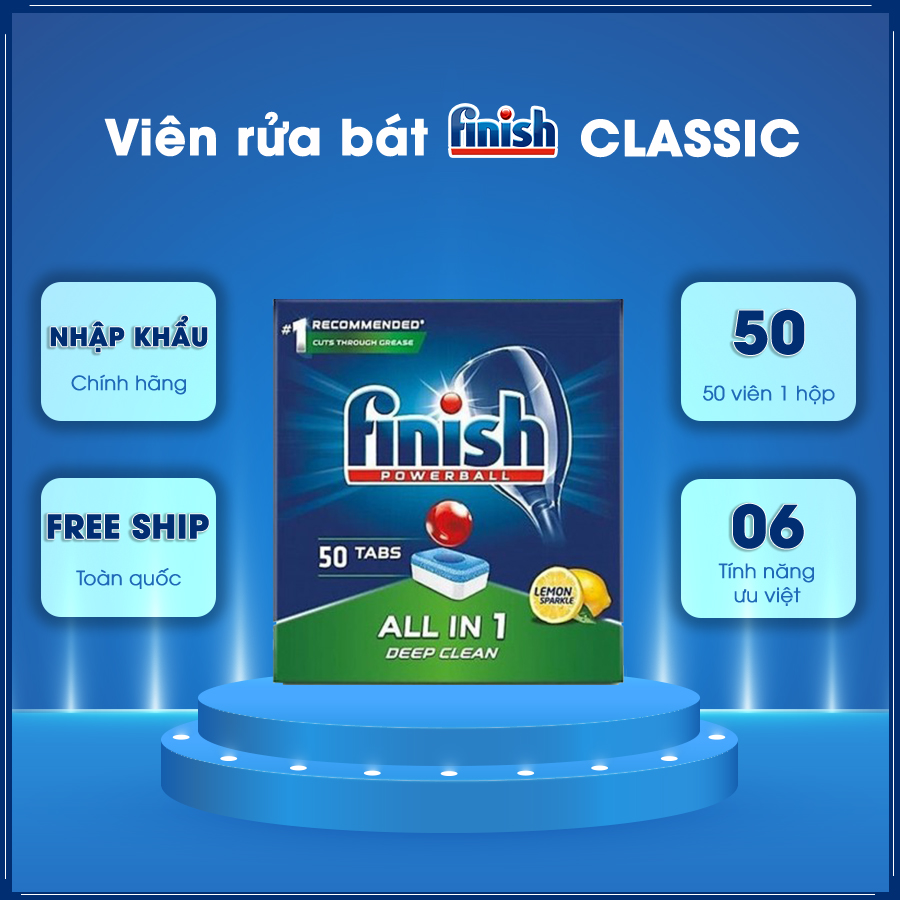 Viên rửa bát finish CLASSIC
NHẬP KHẨU
Chính hãng
FREE SHIP
Toàn quốc
#1 RECOMMENDED*
CUTS THROUGH GREASE
finish
POWERBALL
50 TABS
LEMON
SPARKLE
ALL IN 1
DEEP CLEAN
50
50 viên 1 hộp
06
Tính năng
ưu việt